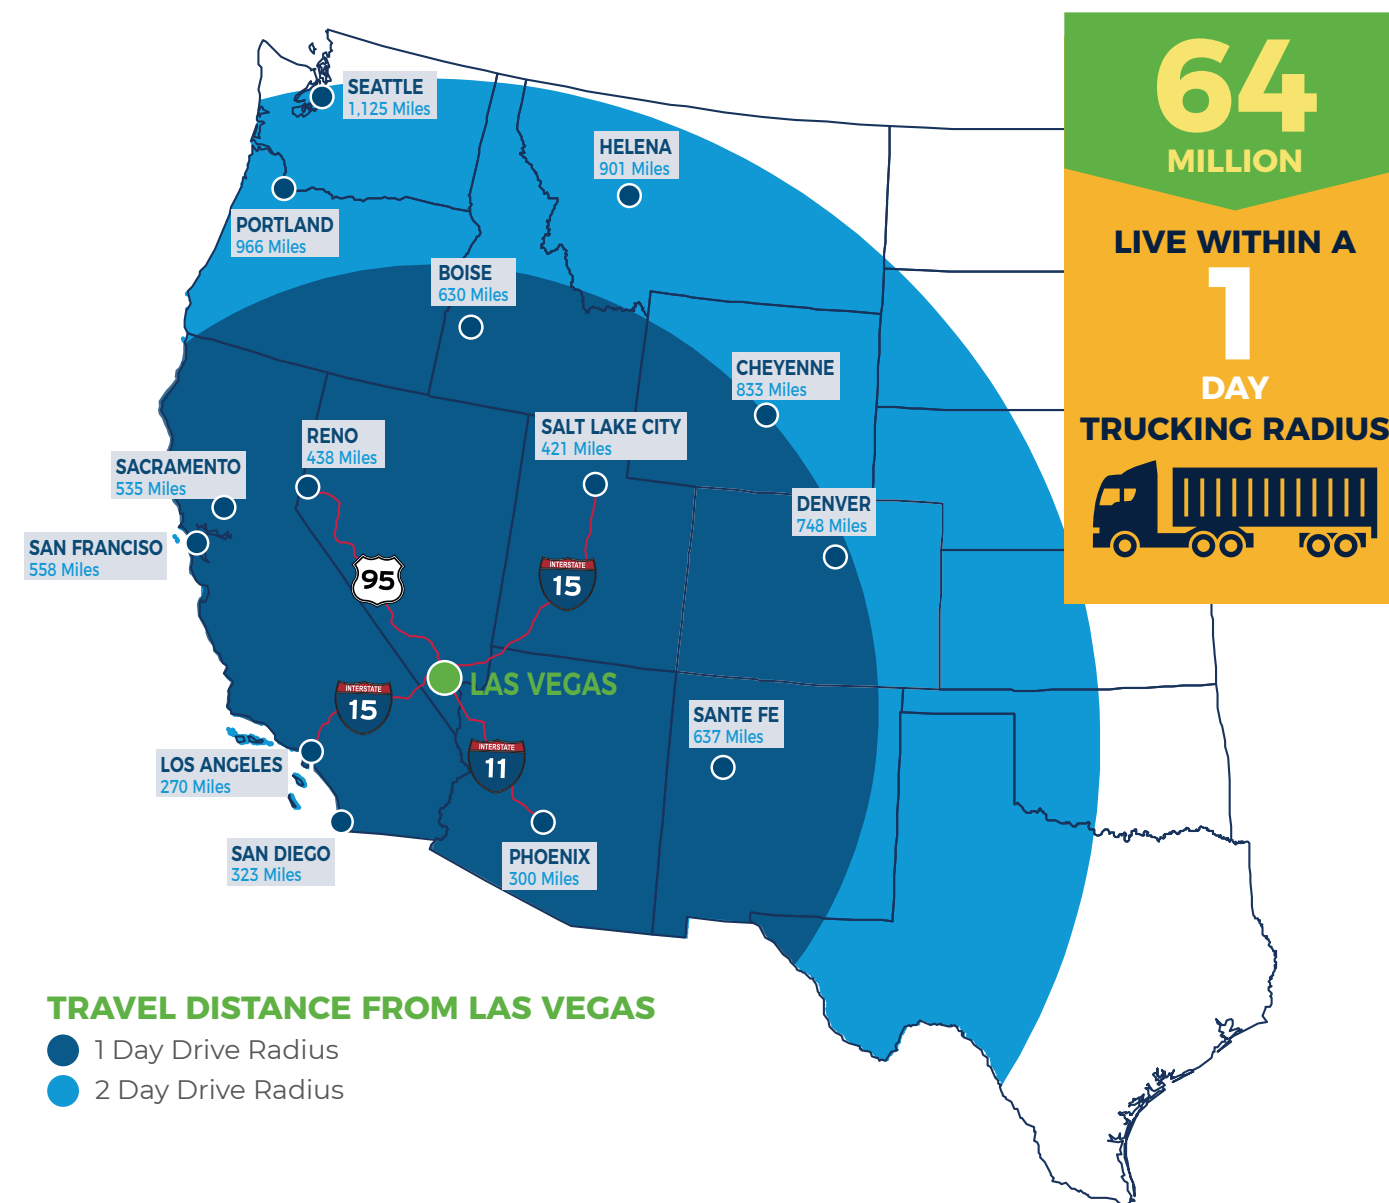 SEATTLE
1,125 Miles
HELENA
901 Miles
PORTLAND
966 Miles
BOISE
630 Miles
CHEYENNE
833 Miles
RENO
438 Miles
SALT LAKE CITY
421 Miles
SACRAMENTO
535 Miles
DENVER
748 Miles
SAN FRANCISO
558 Miles
95
INTERSTATE
15
LAS VEGAS
INTERSTATE
15
SANTE FE
637 Miles
INTERSTATE
11
LOS ANGELES
270 Miles
SAN DIEGO
323 Miles
PHOENIX
300 Miles
64
MILLION
LIVE WITHIN A
1
DAY
TRUCKING RADIUS
TRAVEL DISTANCE FROM LAS VEGAS
1 Day Drive Radius
2 Day Drive Radius